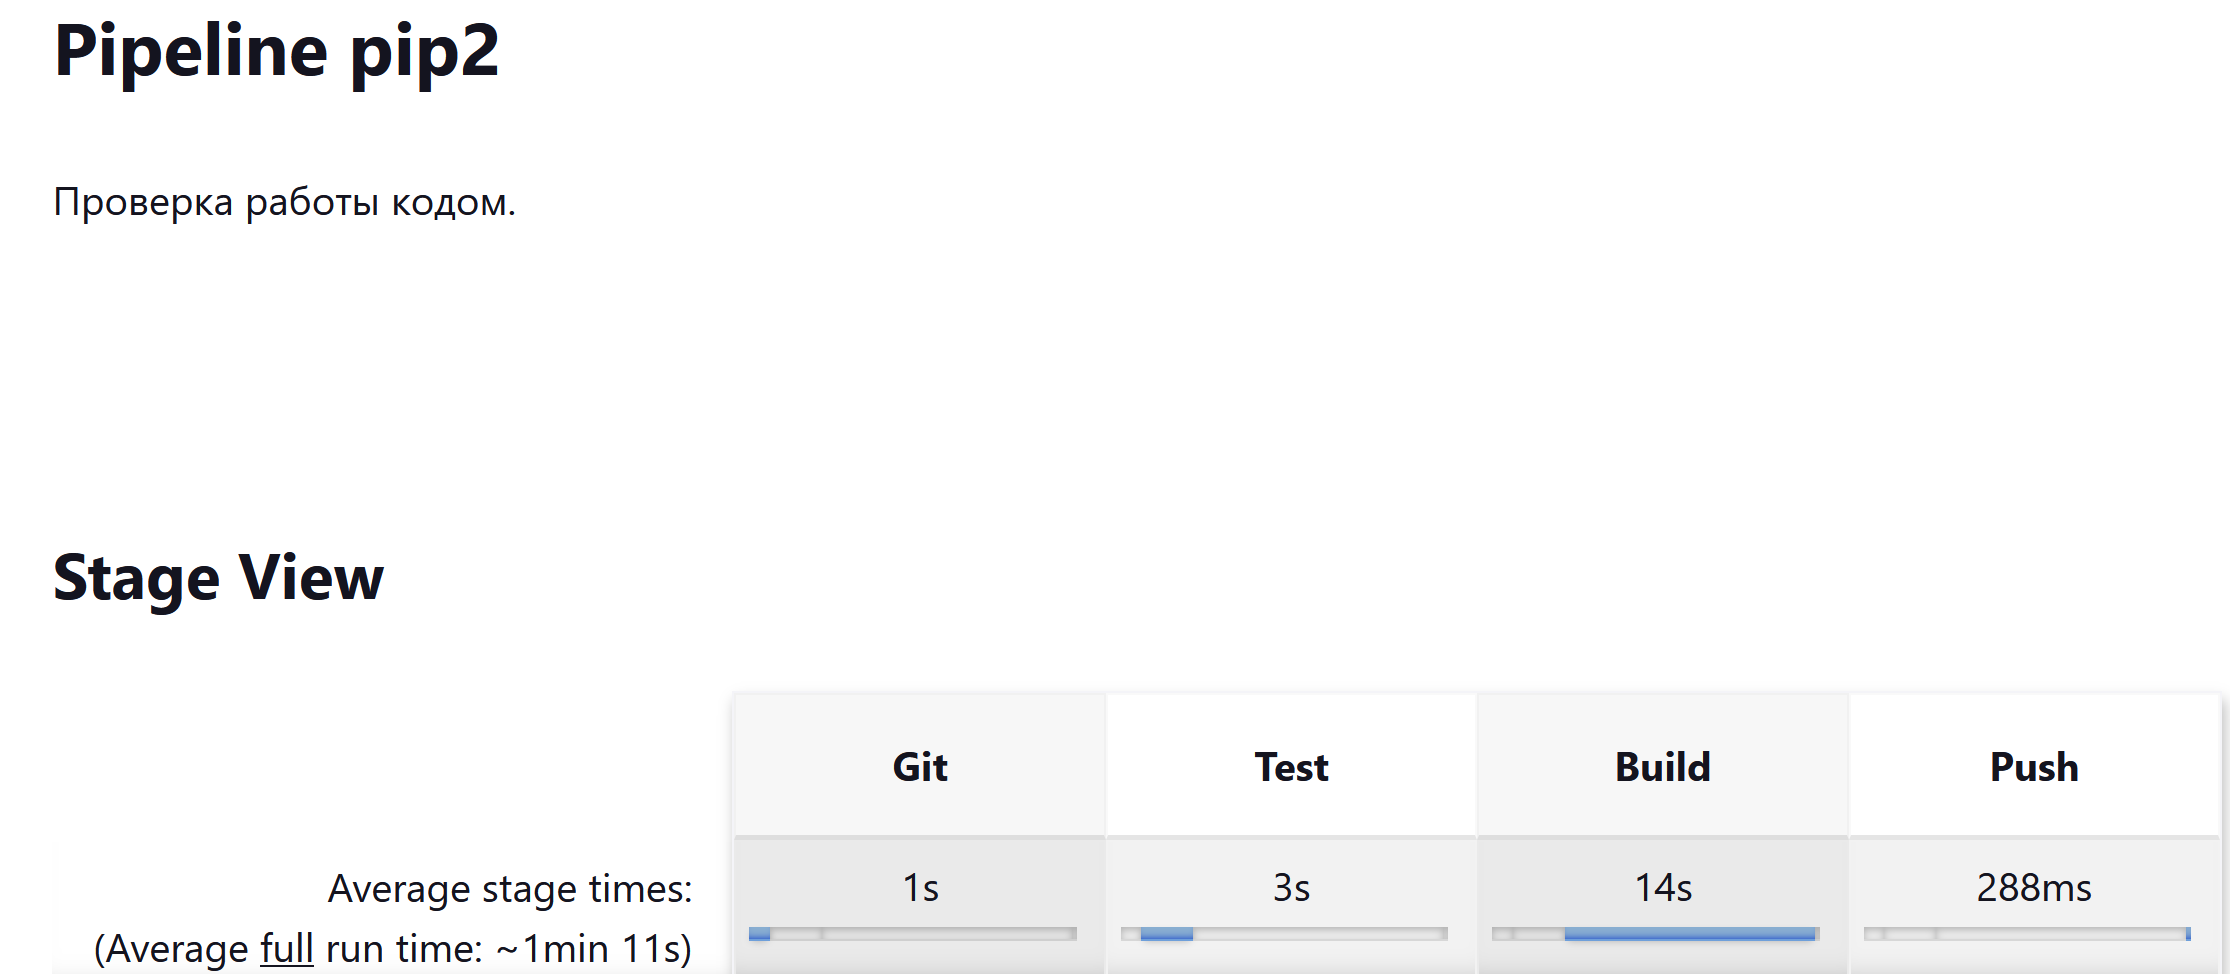 Pipeline pip2
Проверка работы кодом.
Stage View
Git Test Build Push
Average stage times: 1s 3s 14s 288ms
(Average full run time: ~1min 11s)